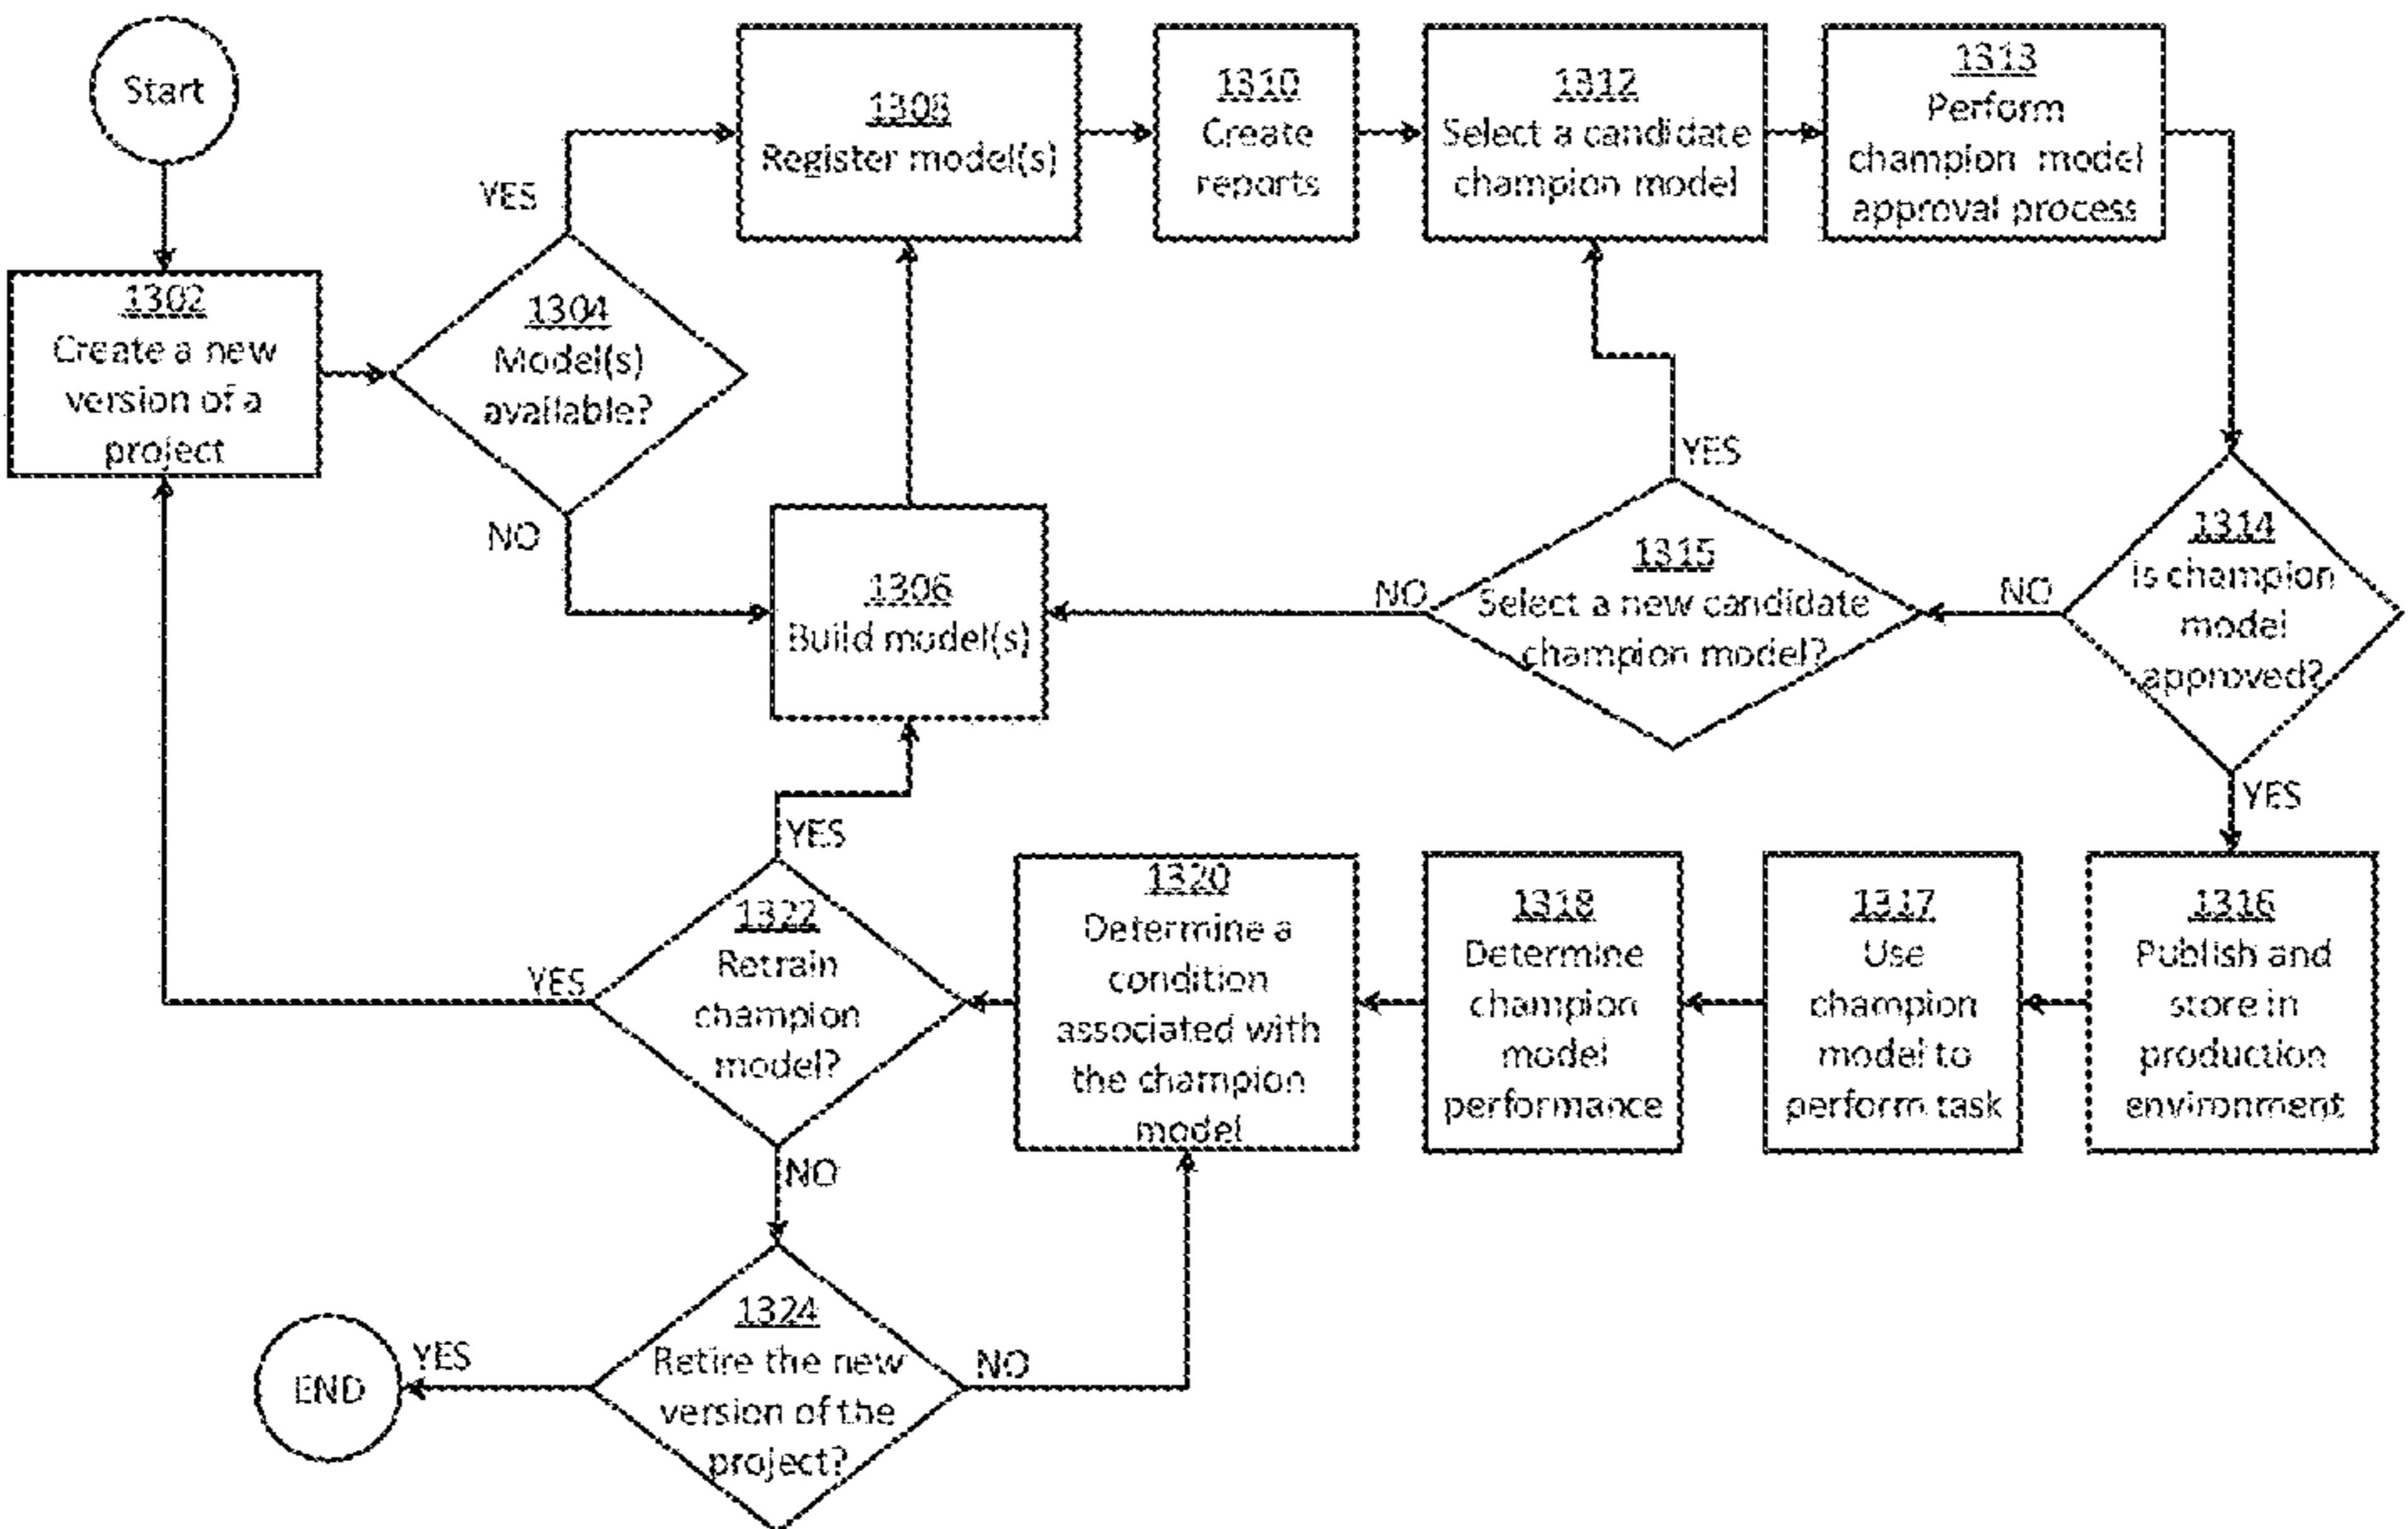 Start
1302
Create a new
version of a
project
1304
Model(s)
available?
YES
NO
1308
Register model(s)
1310
Create
reports
1312
Select a candidate
champion model
1313
Perform
champion model
approval process
1306
Build model(s)
NO
1315
Select a new candidate
champion model?
YES
NO
1314
is champion
model
approved?
YES
1316
Publish and
store in
production
environment
1317
Use
champion
model to
perform task
1318
Determine
champion
model
performance
1320
Determine a
condition
associated with
the champion
model
YES
1322
Retrain
champion
model?
YES
NO
1324
Retire the new
version of the
project?
NO
YES
END